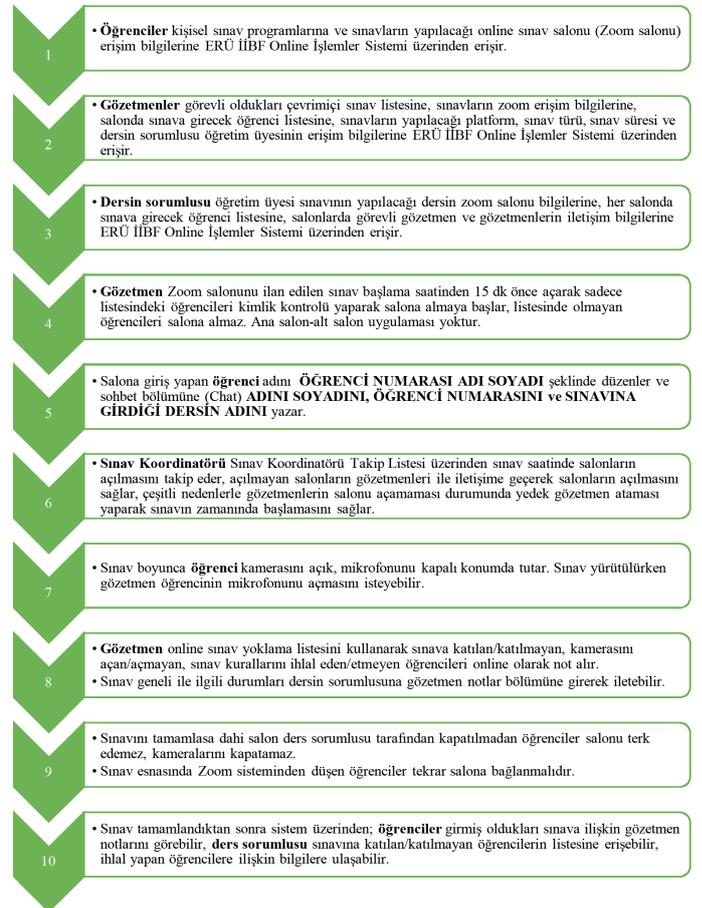 1
• Öğrenciler kişisel sınav programlarına ve sınavların yapılacağı online sınav salonu (Zoom salonu)
erişim bilgilerine ERÜ İİBF Online İşlemler Sistemi üzerinden erişir.
2
• Gözetmenler görevli oldukları çevrimiçi sınav listesine, sınavların zoom erişim bilgilerine,
salonda sınava girecek öğrenci listesine, sınavların yapılacağı platform, sınav türü, sınav süresi ve
dersin sorumlusu öğretim üyesinin erişim bilgilerine ERÜ İİBF Online İşlemler Sistemi üzerinden
erişir.
3
• Dersin sorumlusu öğretim üyesi sınavının yapılacağı dersin zoom salonu bilgilerine, her salonda
sınava girecek öğrenci listesine, salonlarda görevli gözetmen ve gözetmenlerin iletişim bilgilerine
ERÜ İİBF Online İşlemler Sistemi üzerinden erişir.
4
• Gözetmen Zoom salonunu ilan edilen sınav başlama saatinden 15 dk önce açarak sadece
listesindeki öğrencileri kimlik kontrolü yaparak salona almaya başlar, listesinde olmayan
öğrencileri salona almaz. Ana salon-alt salon uygulaması yoktur.
5
• Salona giriş yapan öğrenci adını ÖĞRENCİ NUMARASI ADI SOYADI şeklinde düzenler ve
sohbet bölümüne (Chat) ADINI SOYADINI, ÖĞRENCİ NUMARASINI ve SINAVINA
GİRDİĞİ DERSİN ADINI yazar.
6
• Sınav Koordinatörü Sınav Koordinatörü Takip Listesi üzerinden sınav saatinde salonların
açılmasını takip eder, açılmayan salonların gözetmenleri ile iletişime geçerek salonların açılmasını
sağlar, çeşitli nedenlerle gözetmenlerin salonu açamaması durumunda yedek gözetmen ataması
yaparak sınavın zamanında başlamasını sağlar.
7
• Sınav boyunca öğrenci kamerasını açık, mikrofonunu kapalı konumda tutar. Sınav yürütülürken
gözetmen öğrencinin mikrofonunu açmasını isteyebilir.
8
• Gözetmen online sınav yoklama listesini kullanarak sınava katılan/katılmayan, kamerasını
açan/açmayan, sınav kurallarını ihlal eden/etmeyen öğrencileri online olarak not alır.
• Sınav geneli ile ilgili durumları dersin sorumlusuna gözetmen notlar bölümüne girerek iletebilir.
9
• Sınavını tamamlasa dahi salon ders sorumlusu tarafından kapatılmadan öğrenciler salonu terk
edemez, kameralarını kapatamaz.
• Sınav esnasında Zoom sisteminden düşen öğrenciler tekrar salona bağlanmalıdır.
10
• Sınav tamamlandıktan sonra sistem üzerinden; öğrenciler girmiş oldukları sınava ilişkin gözetmen
notlarını görebilir, ders sorumlusu sınavına katılan/katılmayan öğrencilerin listesine erişebilir,
ihlal yapan öğrencilere ilişkin bilgilere ulaşabilir.